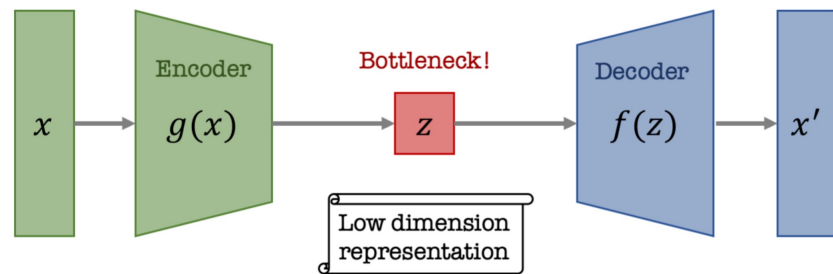 Encoder
Bottleneck!
Decoder
x
g(x)
z
f(z)
x′
Low dimension
representation